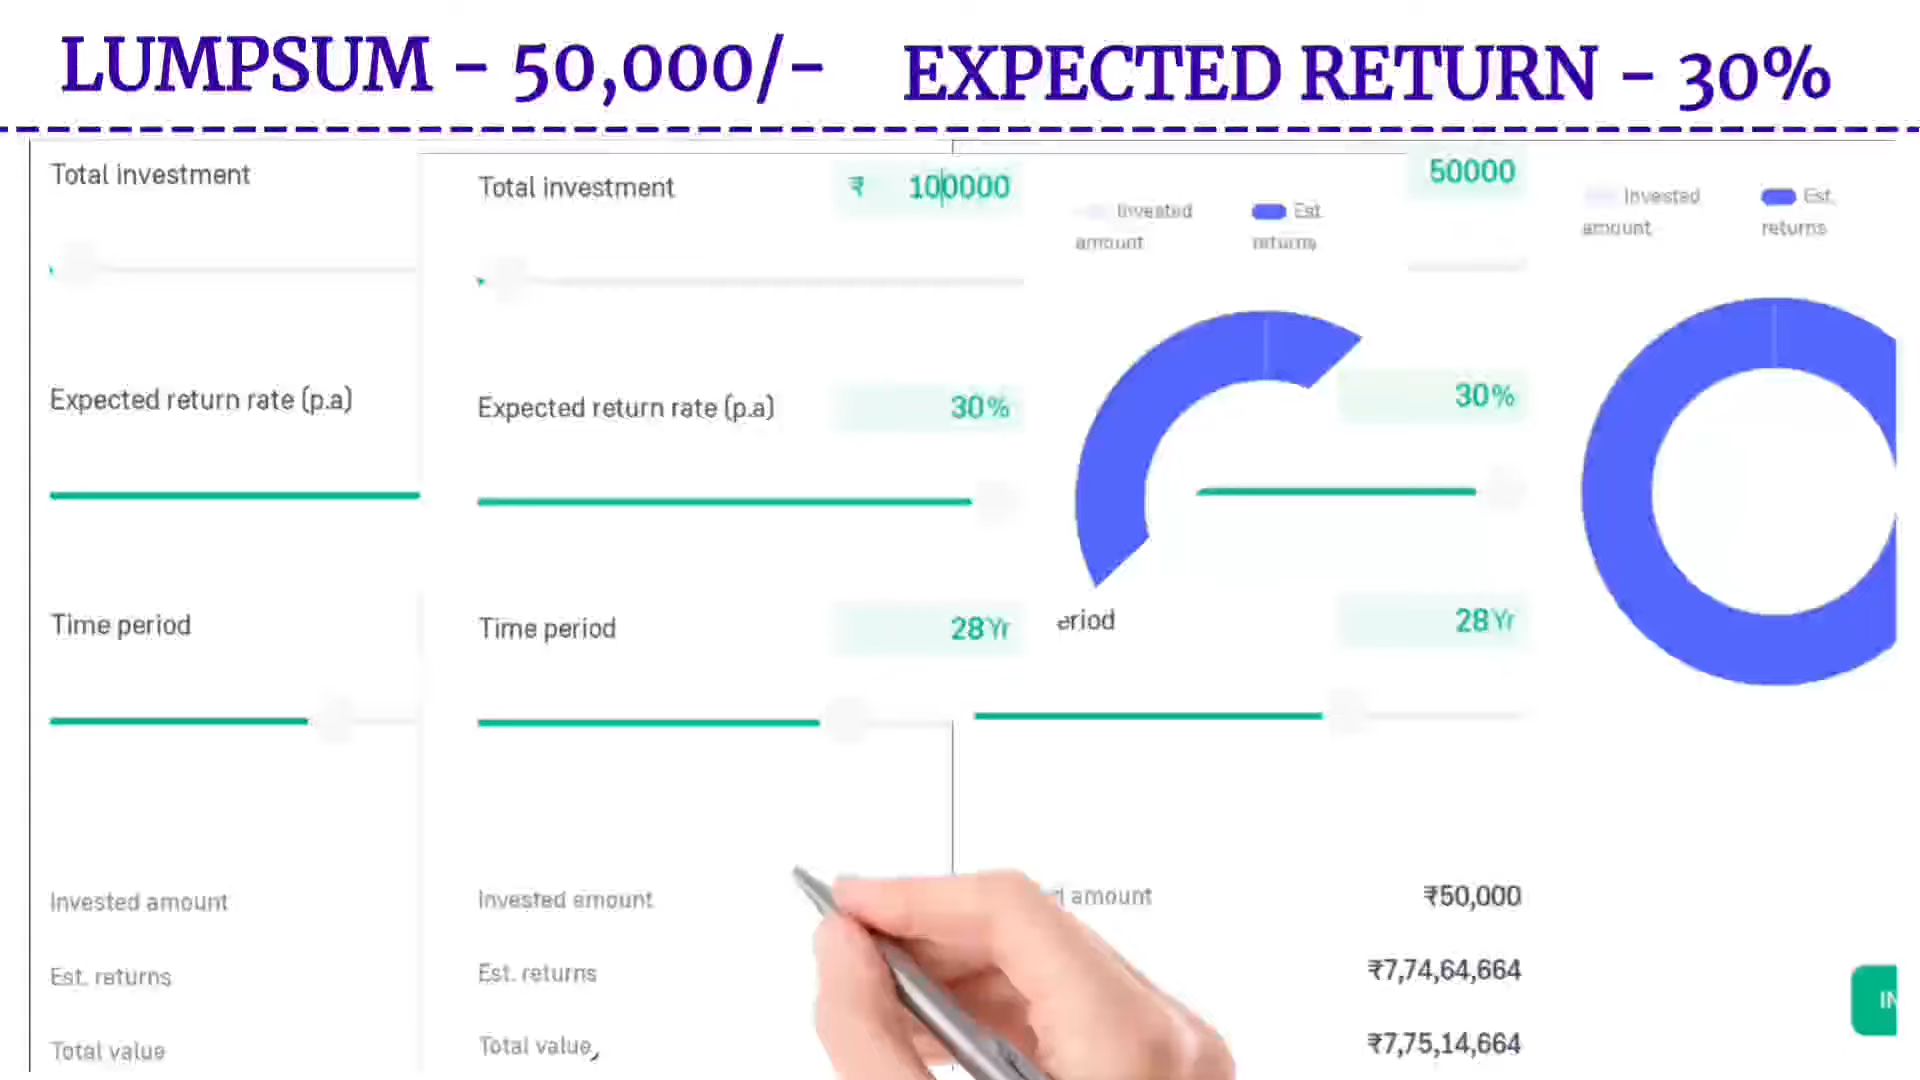 LUMPSUM - 50,000/- EXPECTED RETURN - 30%
Total investment
Expected return rate (p.a)
Time period
Invested amount
Est. returns
Total value
Total investment ₹ 100000
Expected return rate (p.a) 30%
Time period 28 Yr
Invested amount
Est. returns
Total value
Invested amount
Est. returns
50000
30%
eriod 28 Yr
amount ₹50,000
₹7,74,64,664
₹7,75,14,664
Invested amount
Est. returns
IN